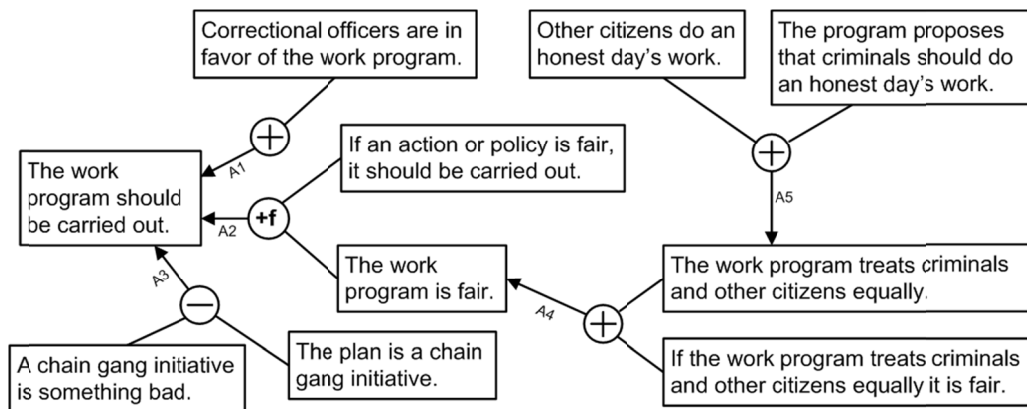 Correctional officers are in
favor of the work program.
Other citizens do an
honest day's work.
The program proposes
that criminals should do
an honest day's work.
+
A1
If an action or policy is fair,
it should be carried out.
+
A5
The work
program should
be carried out.
A2
+f
A3
The work
program is fair.
A4
+
The work program treats criminals
and other citizens equally.
−
A chain gang initiative
is something bad.
The plan is a chain
gang initiative.
If the work program treats criminals
and other citizens equally it is fair.